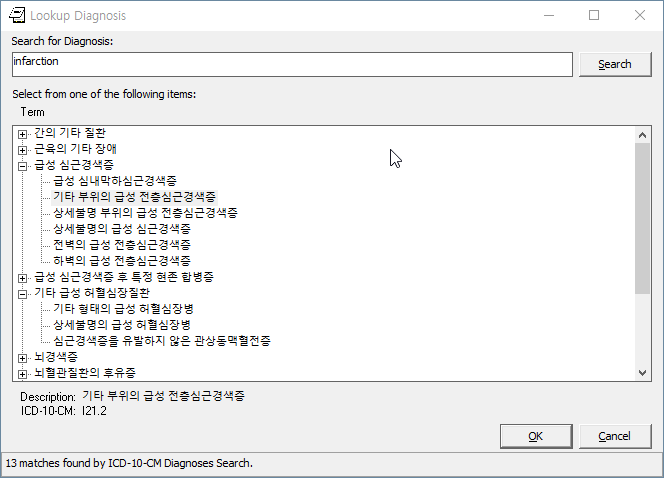 Lookup Diagnosis
Search for Diagnosis:
infarction
Search
Select from one of the following items:
Term
간의 기타 질환
근육의 기타 장애
급성 심근경색증
급성 심내막하심근경색증
기타 부위의 급성 전층심근경색증
상세불명 부위의 급성 전층심근경색증
상세불명의 급성 심근경색증
전벽의 급성 전층심근경색증
하벽의 급성 전층심근경색증
급성 심근경색증 후 특정 현존 합병증
기타 급성 허혈심장질환
기타 형태의 급성 허혈심장병
상세불명의 급성 허혈심장병
심근경색증을 유발하지 않은 관상동맥혈전증
뇌경색증
뇌혈관질환의 후유증
Description: 기타 부위의 급성 전층심근경색증
ICD-10-CM: I21.2
OK
Cancel
13 matches found by ICD-10-CM Diagnoses Search.